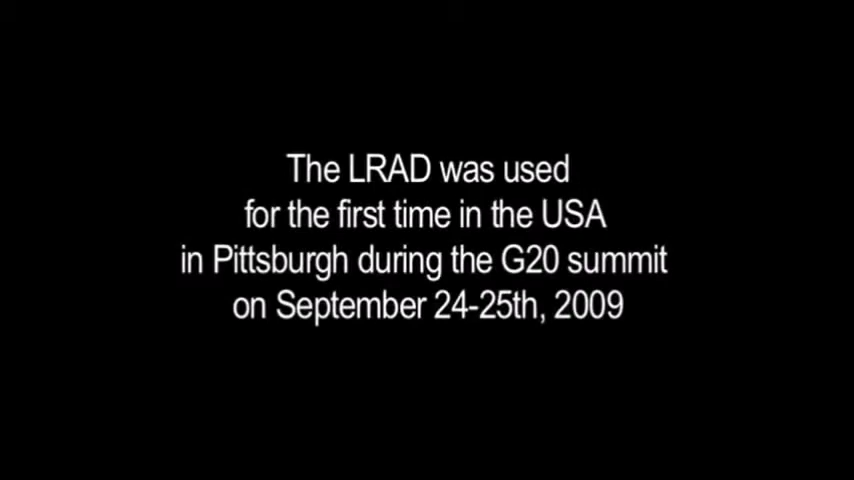 The LRAD was used
for the first time in the USA
in Pittsburgh during the G20 summit
on September 24-25th, 2009